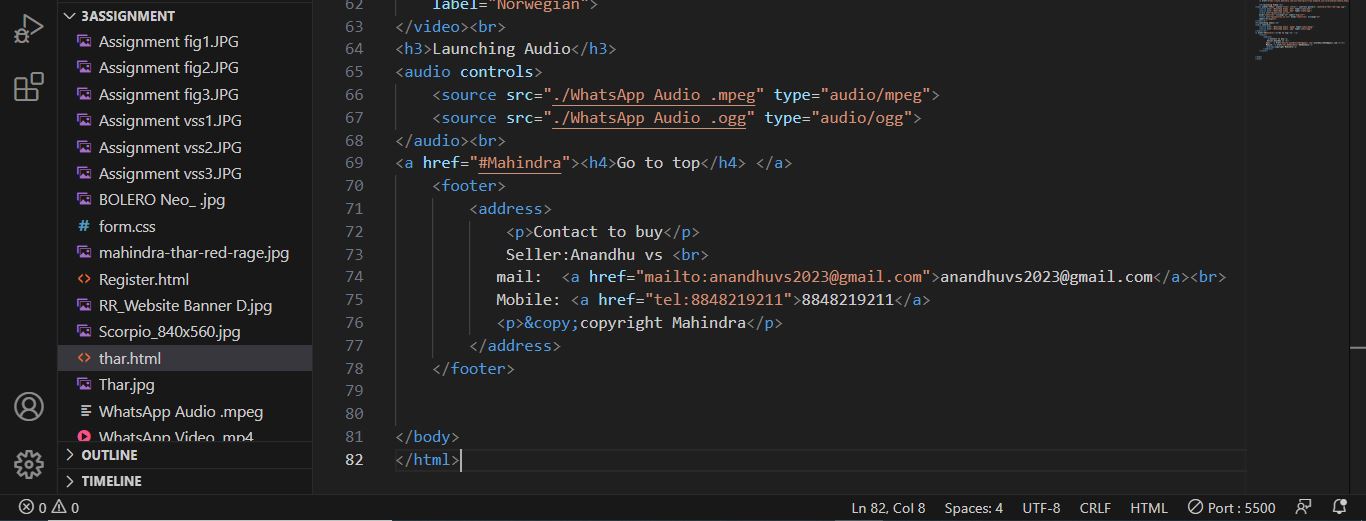 3ASSIGNMENT
Assignment fig1.JPG
Assignment fig2.JPG
Assignment fig3.JPG
Assignment vss1.JPG
Assignment vss2.JPG
Assignment vss3.JPG
BOLERO Neo_ .jpg
# form.css
mahindra-thar-red-rage.jpg
<> Register.html
RR_Website Banner D.jpg
Scorpio_840x560.jpg
<> thar.html
Thar.jpg
WhatsApp Audio .mpeg
WhatsApp Video .mp4
OUTLINE
TIMELINE
62 label="Norwegian">
63 </video><br>
64 <h3>Launching Audio</h3>
65 <audio controls>
66 <source src="./WhatsApp Audio .mpeg" type="audio/mpeg">
67 <source src="./WhatsApp Audio .ogg" type="audio/ogg">
68 </audio><br>
69 <a href="#Mahindra"><h4>Go to top</h4> </a>
70 <footer>
71 <address>
72 <p>Contact to buy</p>
73 Seller:Anandhu vs <br>
74 mail:  <a href="mailto:anandhuvs2023@gmail.com">anandhuvs2023@gmail.com</a><br>
75 Mobile: <a href="tel:8848219211">8848219211</a>
76 <p>&copy;copyright Mahindra</p>
77 </address>
78 </footer>
79
80
81 </body>
82 </html>
0 0 Ln 82, Col 8 Spaces: 4 UTF-8 CRLF HTML Port : 5500